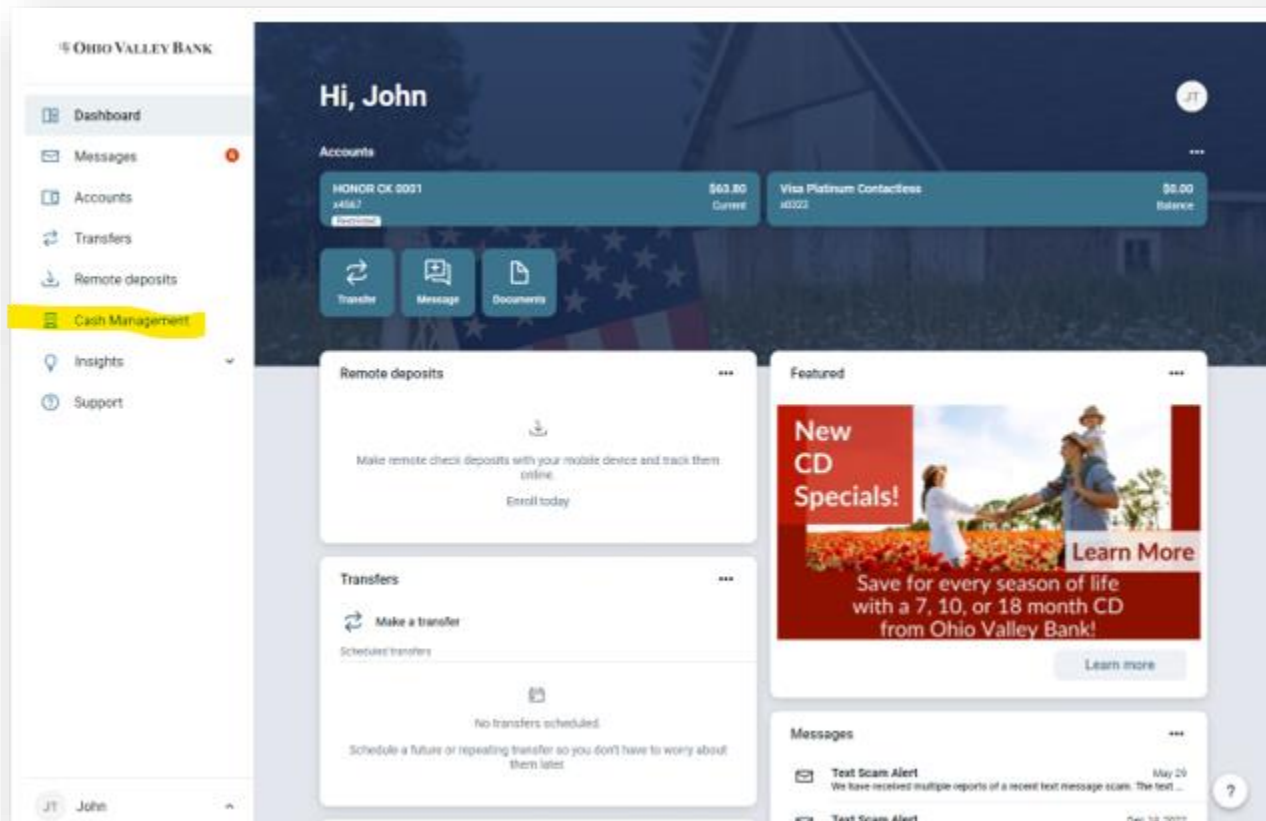 OHIO VALLEY BANK
Dashboard
Messages
Accounts
Transfers
Remote deposits
Cash Management
Insights
Support
JT John
Hi, John
JT
Accounts
HONOR CK 0001 $63.80
x4567 Current
Restricted
Visa Platinum Contactless $0.00
Balance
Transfer
Message
Documents
Remote deposits
Make remote check deposits with your mobile device and track them
online.
Enroll today
Transfers
Make a transfer
Scheduled transfers
No transfers scheduled.
Schedule a future or repeating transfer so you don't have to worry about
them later.
Featured
New
CD
Specials!
Learn More
Save for every season of life
with a 7, 10, or 18 month CD
from Ohio Valley Bank!
Learn more
Messages
Text Scam Alert May 29
We have received multiple reports of a recent text message scam. The text ...
Text Scam Alert
?